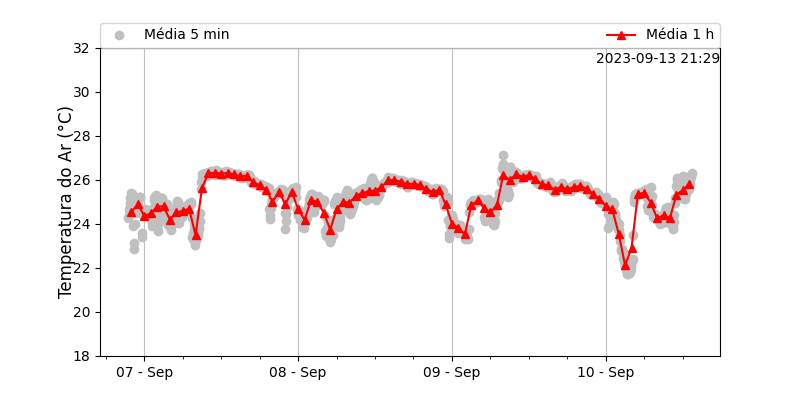 Média 5 min
Média 1 h
2023-09-13 21:29
Temperatura do Ar (°C)
32
30
28
26
24
22
20
18
07 - Sep
08 - Sep
09 - Sep
10 - Sep